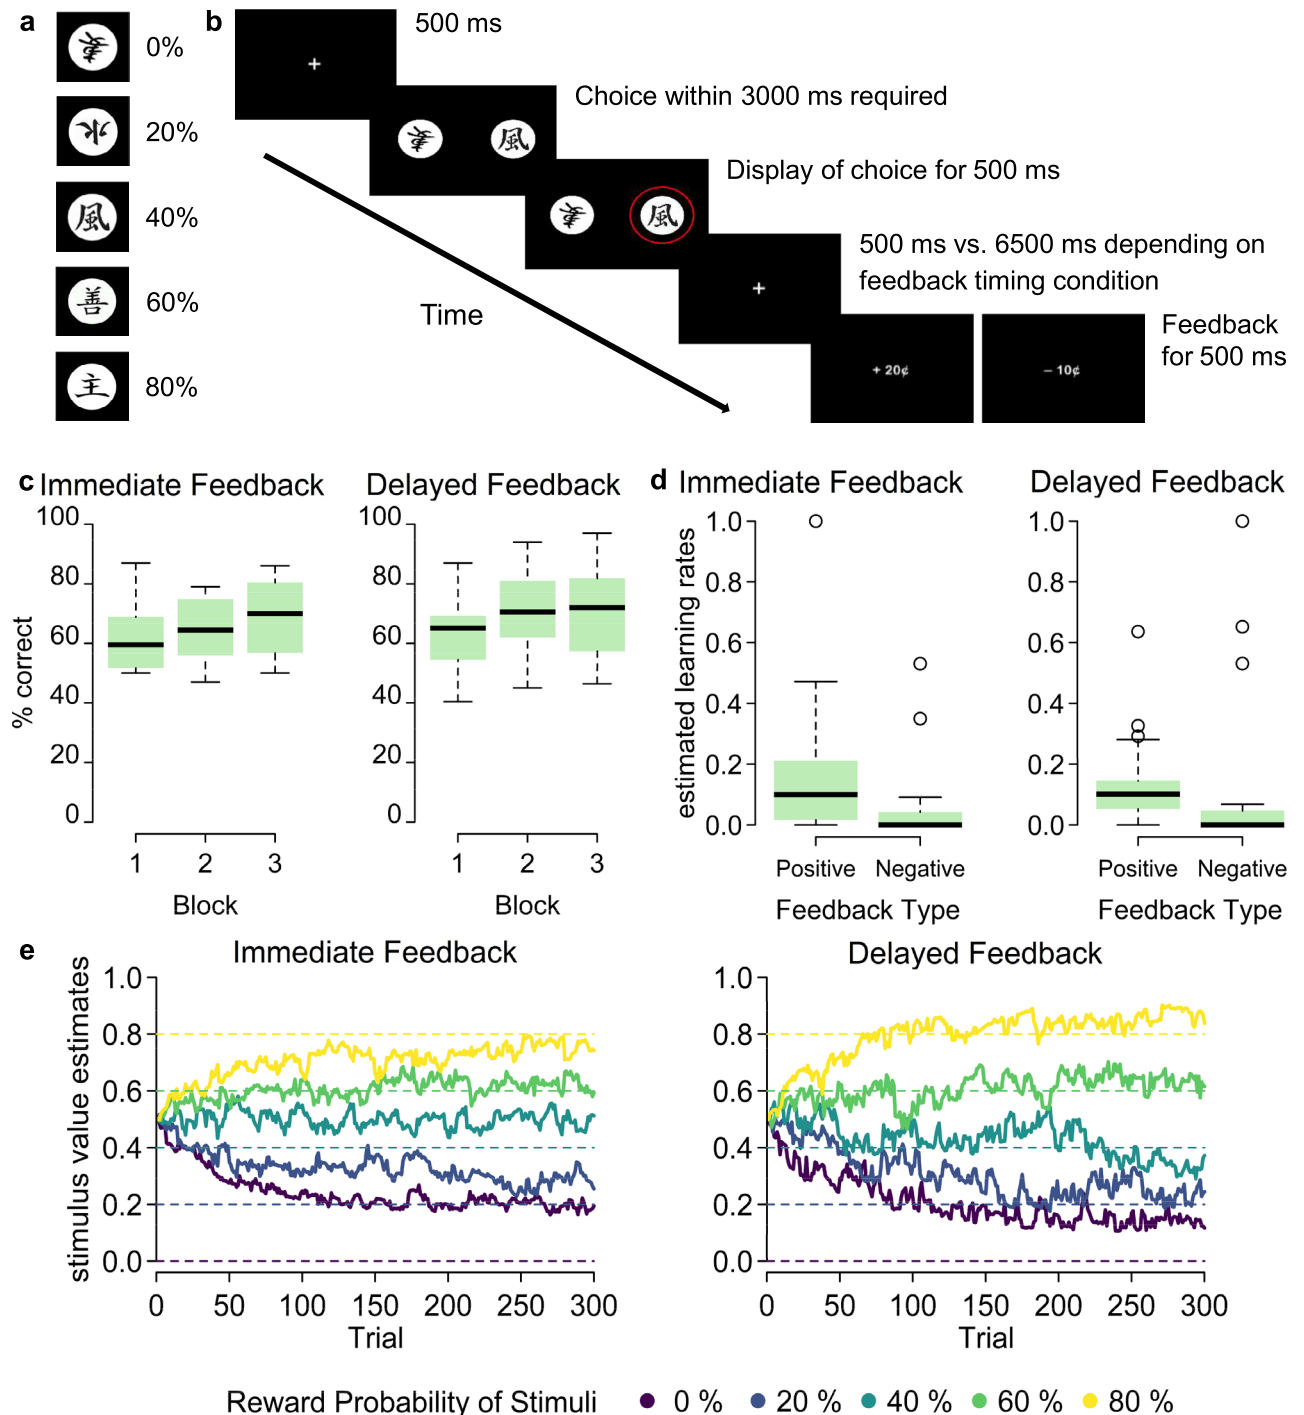 a
b
0%
20%
風
40%
善
60%
主
80%
+
500 ms
風
Choice within 3000 ms required
風
Display of choice for 500 ms
+
500 ms vs. 6500 ms depending on
feedback timing condition
Time
+ 20¢
– 10¢
Feedback
for 500 ms
c
Immediate Feedback
Delayed Feedback
% correct
100
80
60
40
20
0
1 2 3
Block
100
80
60
40
20
0
1 2 3
Block
d
Immediate Feedback
Delayed Feedback
estimated learning rates
1.0
0.8
0.6
0.4
0.2
0.0
Positive Negative
Feedback Type
1.0
0.8
0.6
0.4
0.2
0.0
Positive Negative
Feedback Type
e
Immediate Feedback
Delayed Feedback
stimulus value estimates
1.0
0.8
0.6
0.4
0.2
0.0
0 50 100 150 200 250 300
Trial
1.0
0.8
0.6
0.4
0.2
0.0
0 50 100 150 200 250 300
Trial
Reward Probability of Stimuli 0 % 20 % 40 % 60 % 80 %